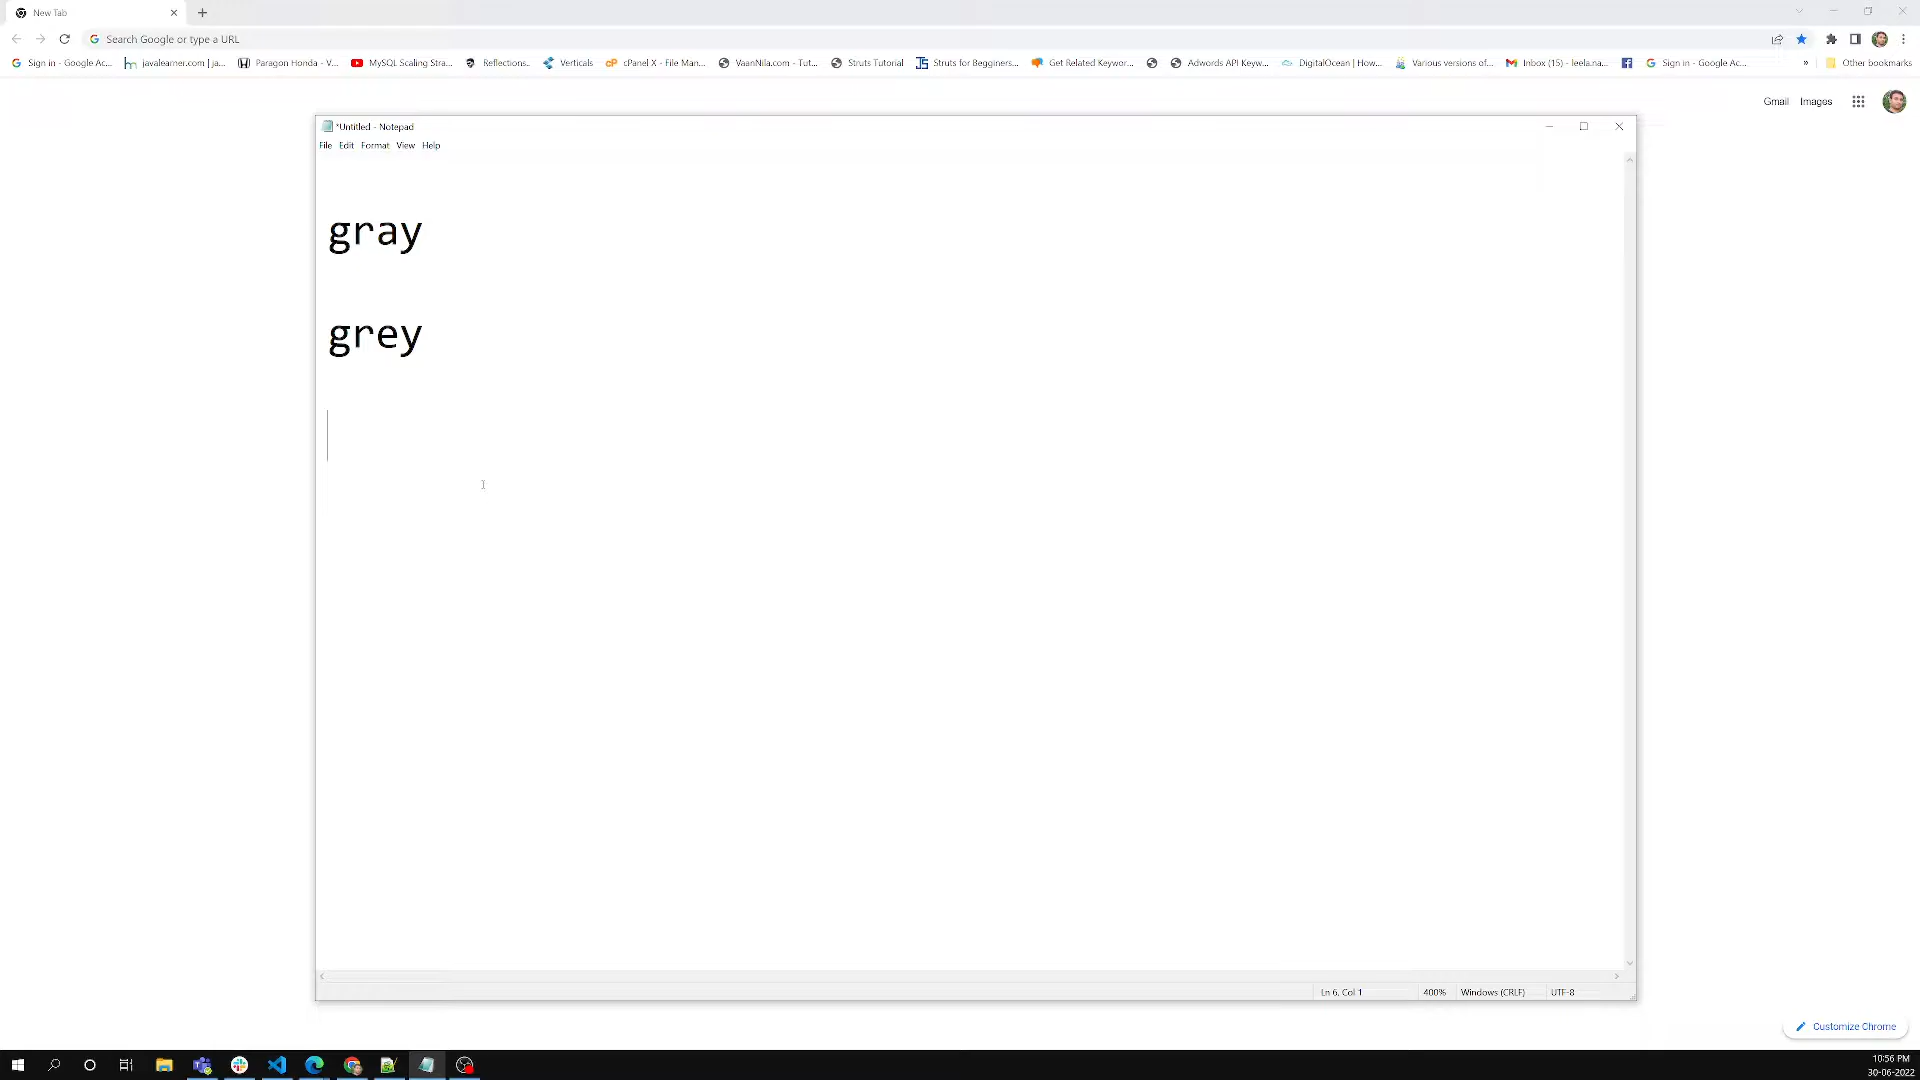 New Tab
Search Google or type a URL
Sign in - Google Ac...
javalearner.com | ja...
Paragon Honda - V...
MySQL Scaling Stra...
Reflections..
Verticals
cPanel X - File Man...
VaanNila.com - Tut...
Struts Tutorial
Struts for Begginers...
Get Related Keywor...
Adwords API Keyw...
DigitalOcean | How...
Various versions of...
Inbox (15) - leela.na...
Sign in - Google Ac...
»
Other bookmarks
Gmail Images
*Untitled - Notepad
File Edit Format View Help
gray
grey
Ln 6, Col 1 400% Windows (CRLF) UTF-8
Customize Chrome
10:56 PM
30-06-2022